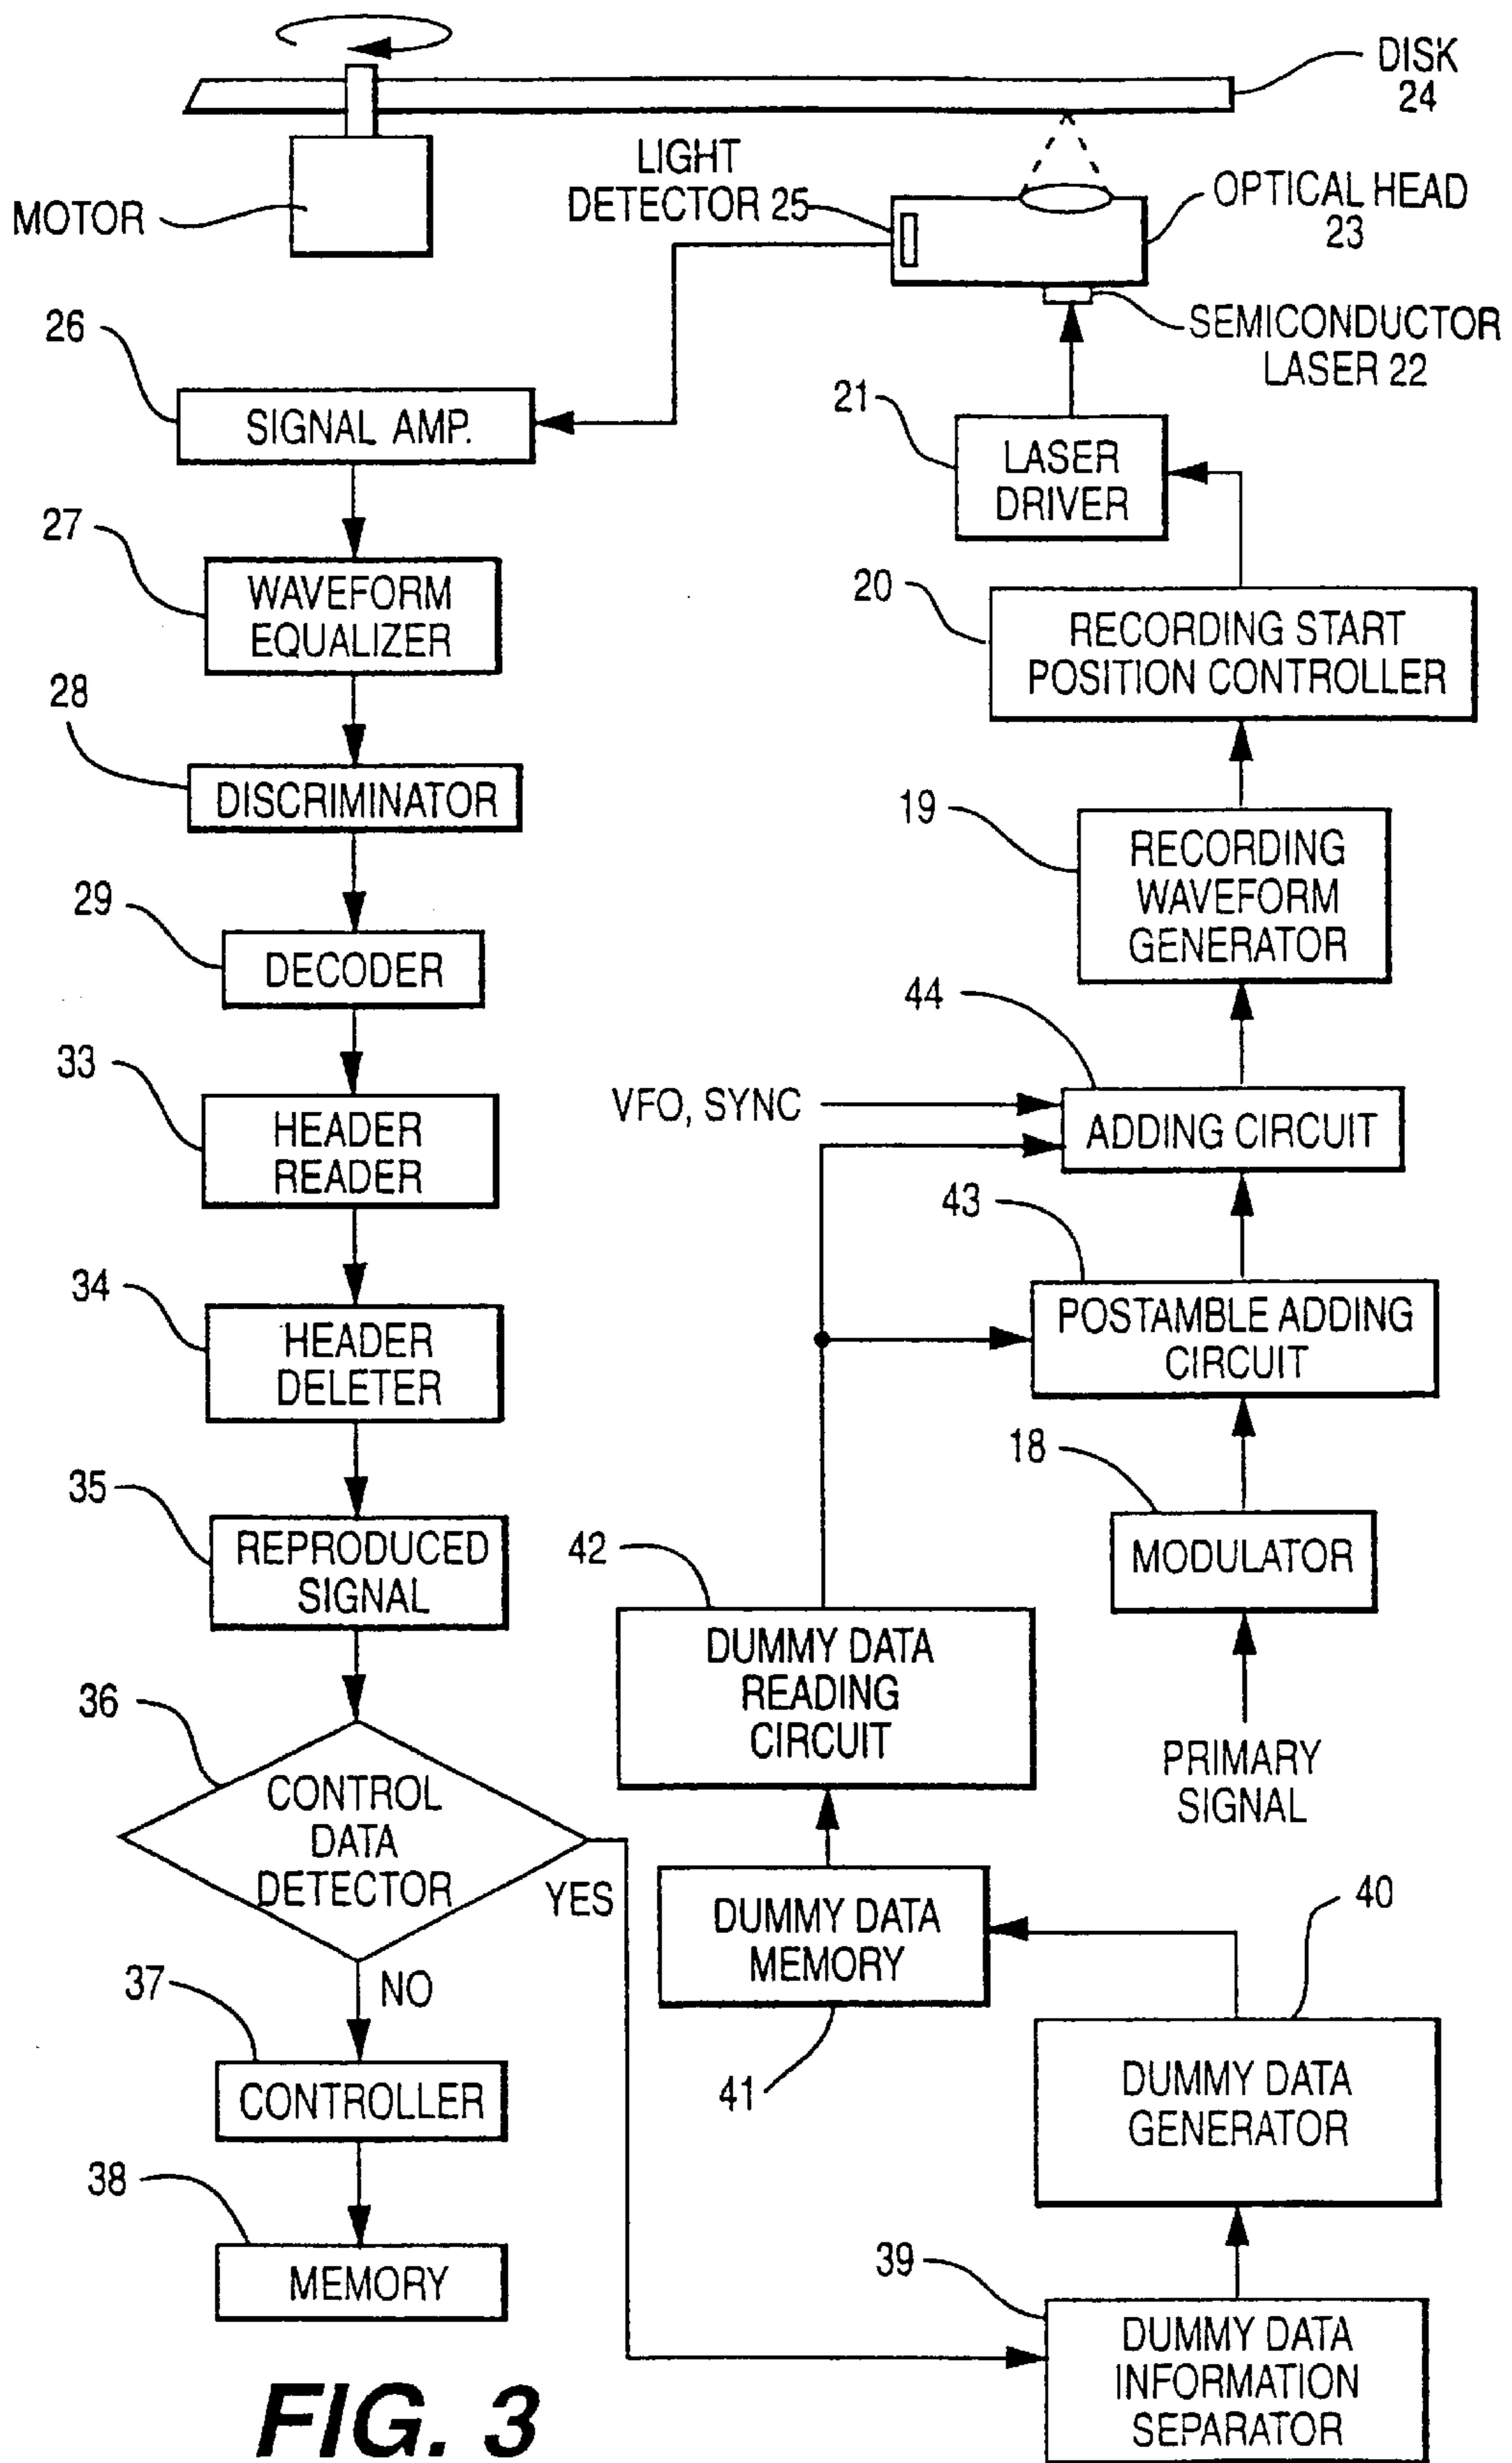 DISK
24
LIGHT
DETECTOR 25
MOTOR
OPTICAL HEAD
23
SEMICONDUCTOR
LASER 22
26
SIGNAL AMP.
21
LASER
DRIVER
27
WAVEFORM
EQUALIZER
20
RECORDING START
POSITION CONTROLLER
28
DISCRIMINATOR
19
RECORDING
WAVEFORM
GENERATOR
29
DECODER
44
VFO, SYNC
ADDING CIRCUIT
33
HEADER
READER
43
POSTAMBLE ADDING
CIRCUIT
34
HEADER
DELETER
18
MODULATOR
35
REPRODUCED
SIGNAL
42
DUMMY DATA
READING
CIRCUIT
PRIMARY
SIGNAL
36
CONTROL
DATA
DETECTOR
YES
NO
DUMMY DATA
MEMORY
41
40
DUMMY DATA
GENERATOR
37
CONTROLLER
38
MEMORY
39
DUMMY DATA
INFORMATION
SEPARATOR
FIG. 3